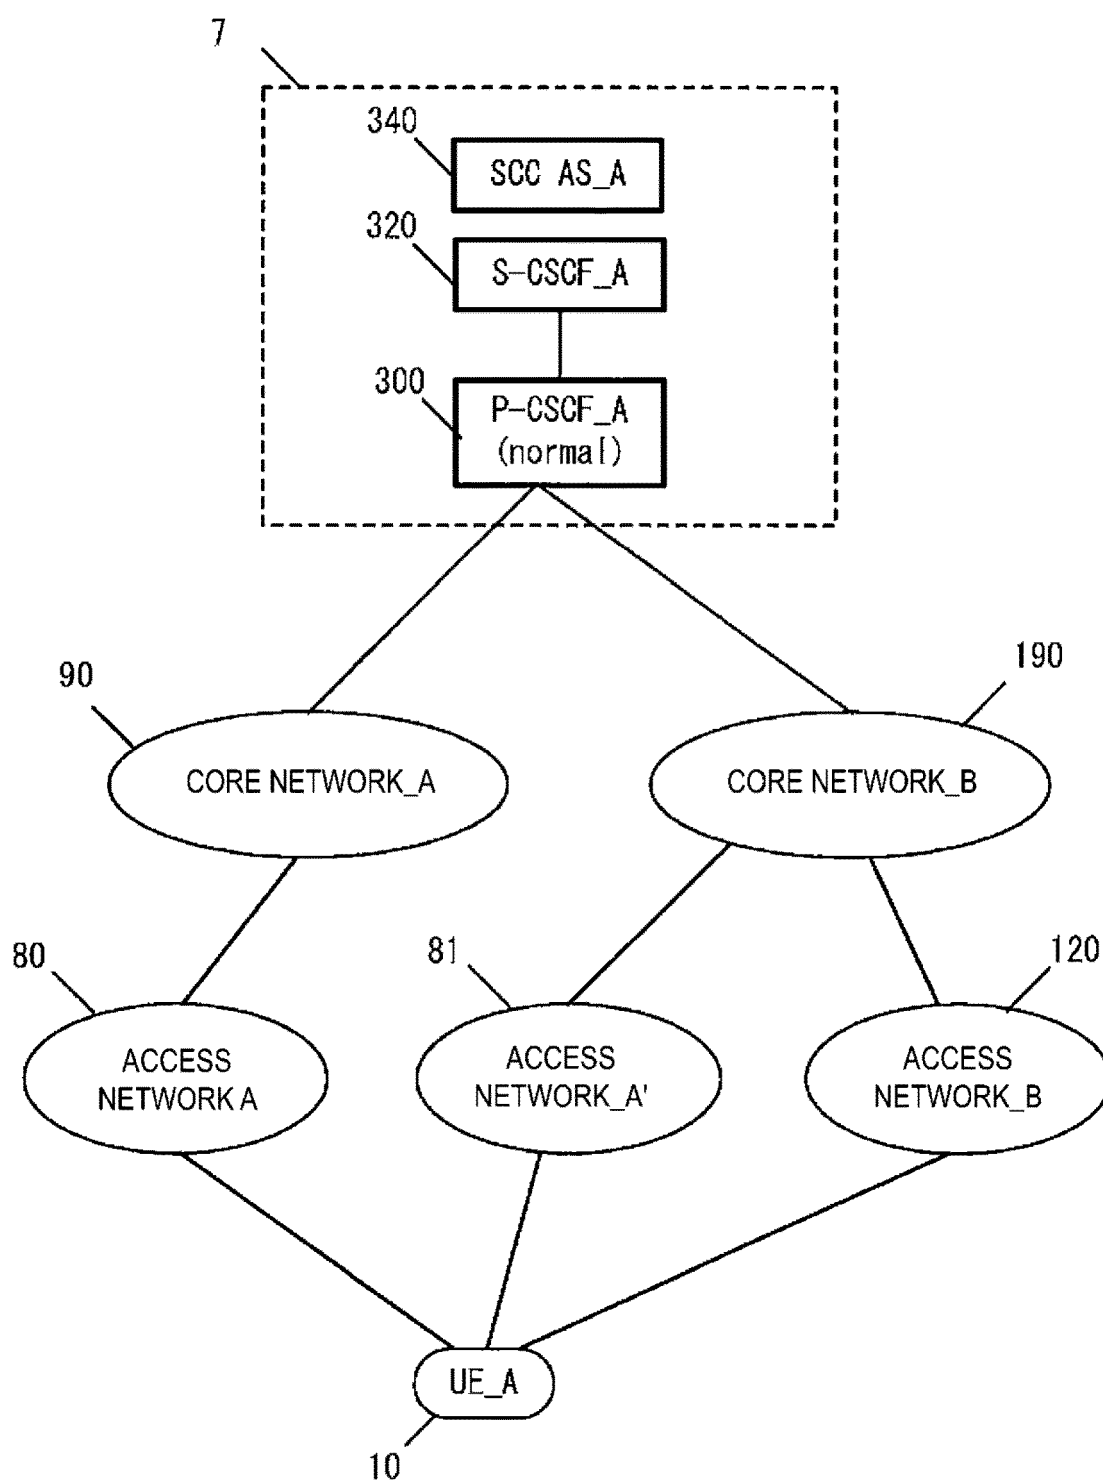 7
340
SCC AS_A
320
S-CSCF_A
300
P-CSCF_A
(normal)
90
190
CORE NETWORK_A
CORE NETWORK_B
80
81
120
ACCESS
NETWORK A
ACCESS
NETWORK_A'
ACCESS
NETWORK_B
UE_A
10